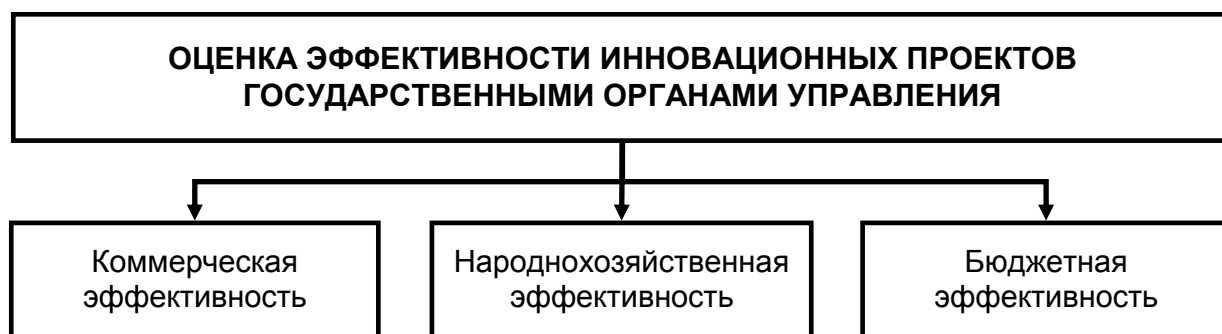 ОЦЕНКА ЭФФЕКТИВНОСТИ ИННОВАЦИОННЫХ ПРОЕКТОВ
ГОСУДАРСТВЕННЫМИ ОРГАНАМИ УПРАВЛЕНИЯ
Коммерческая
эффективность
Народнохозяйственная
эффективность
Бюджетная
эффективность